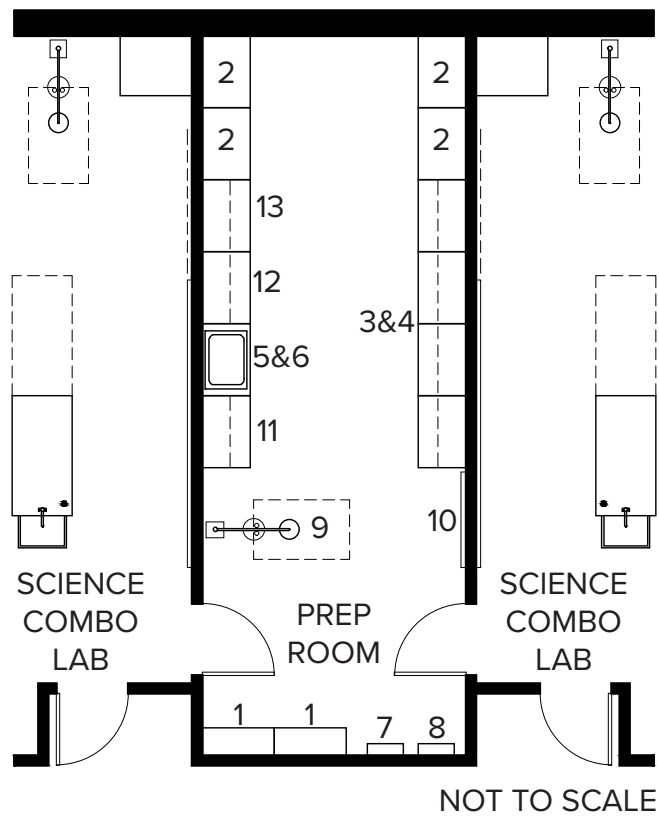 2
2
2
2
13
12
3&4
5&6
11
9
10
SCIENCE
COMBO
LAB
PREP
ROOM
SCIENCE
COMBO
LAB
1
1
7
8
NOT TO SCALE